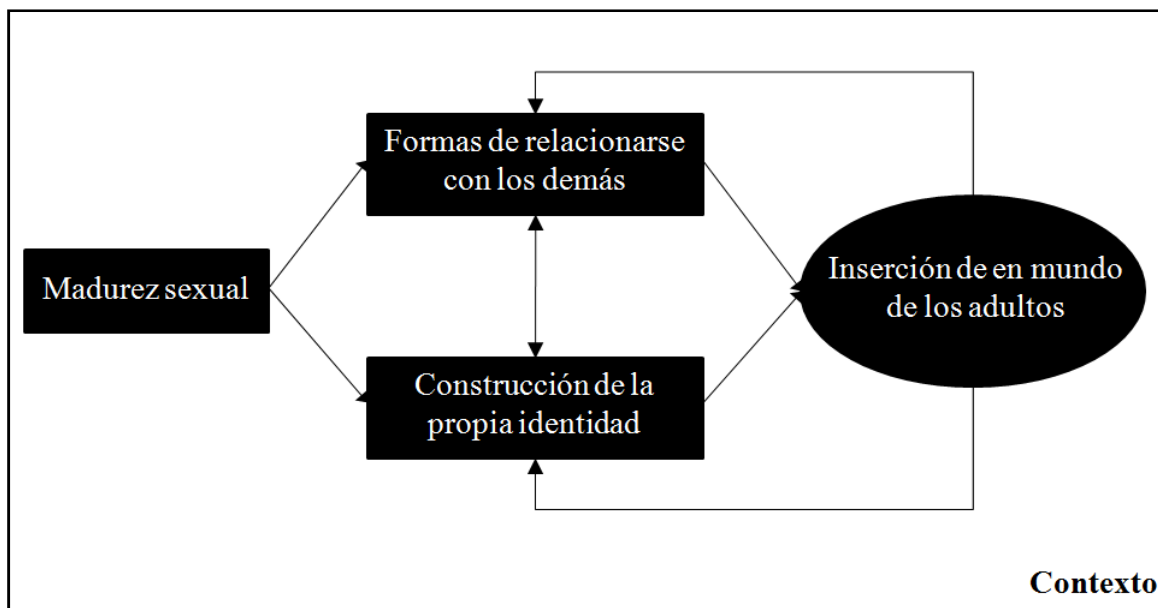 Formas de relacionarse
con los demás
Madurez sexual
Inserción de en mundo
de los adultos
Construcción de la
propia identidad
Contexto